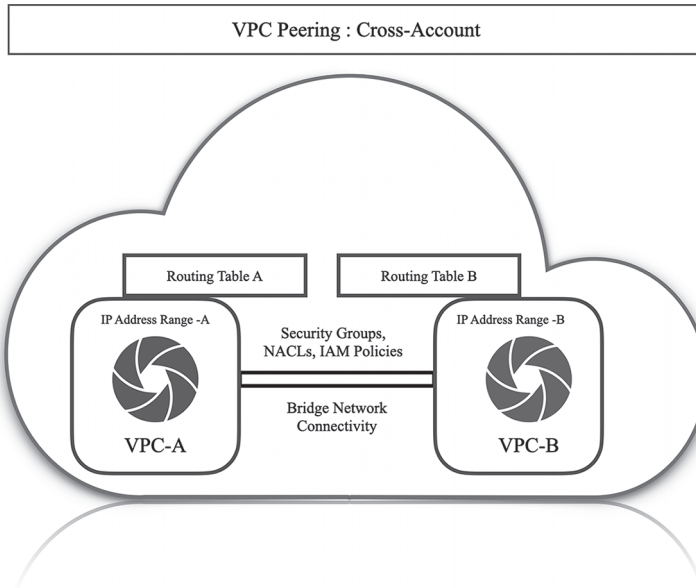 VPC Peering : Cross-Account
Routing Table A
Routing Table B
IP Address Range -A
IP Address Range -B
Security Groups,
NACLs, IAM Policies
Bridge Network
Connectivity
VPC-A
VPC-B